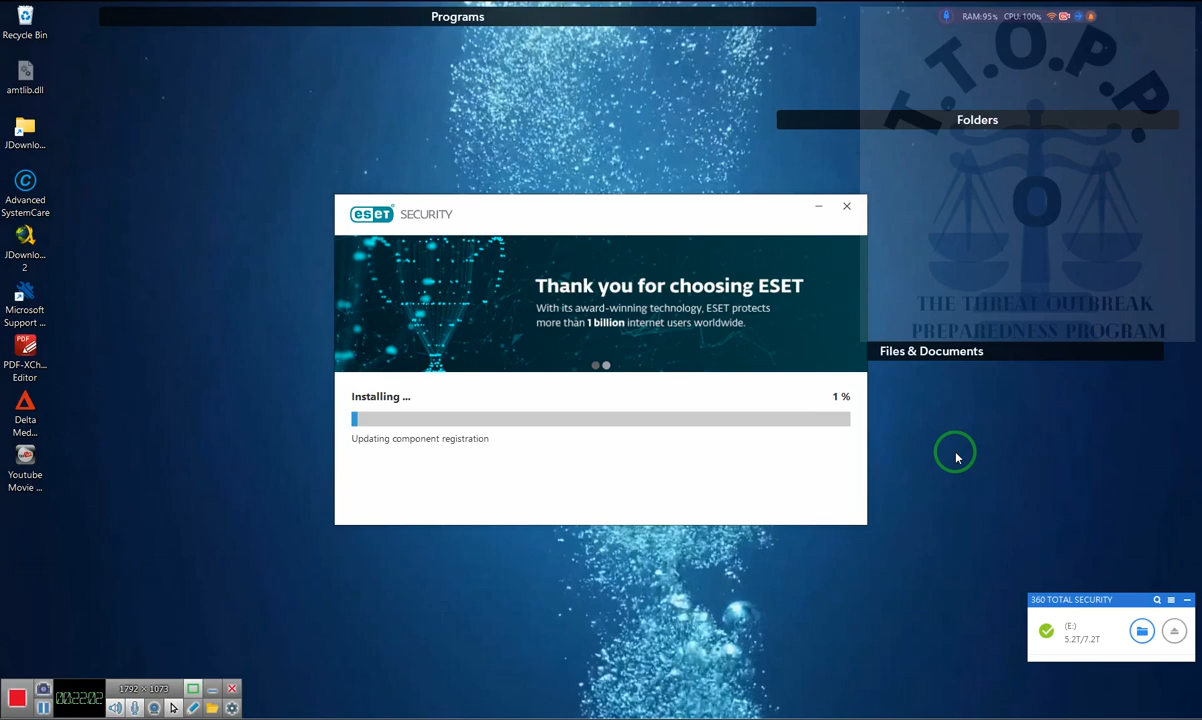 Programs
RAM:95% CPU:100%
T.T.O.P.P.
O
THE THREAT OUTBREAK
PREPAREDNESS PROGRAM
Folders
Files & Documents
Recycle Bin
amtlib.dll
JDownlo...
Advanced
SystemCare
JDownlo...
2
Microsoft
Support ...
PDF
PDF-XCh...
Editor
Delta
Med...
Youtube
Movie ...
eseT SECURITY
Thank you for choosing ESET
With its award-winning technology, ESET protects
more than 1 billion internet users worldwide.
Installing ... 1 %
Updating component registration
360 TOTAL SECURITY
(E:)
5.2T/7.2T
00:22:02
1792 × 1073